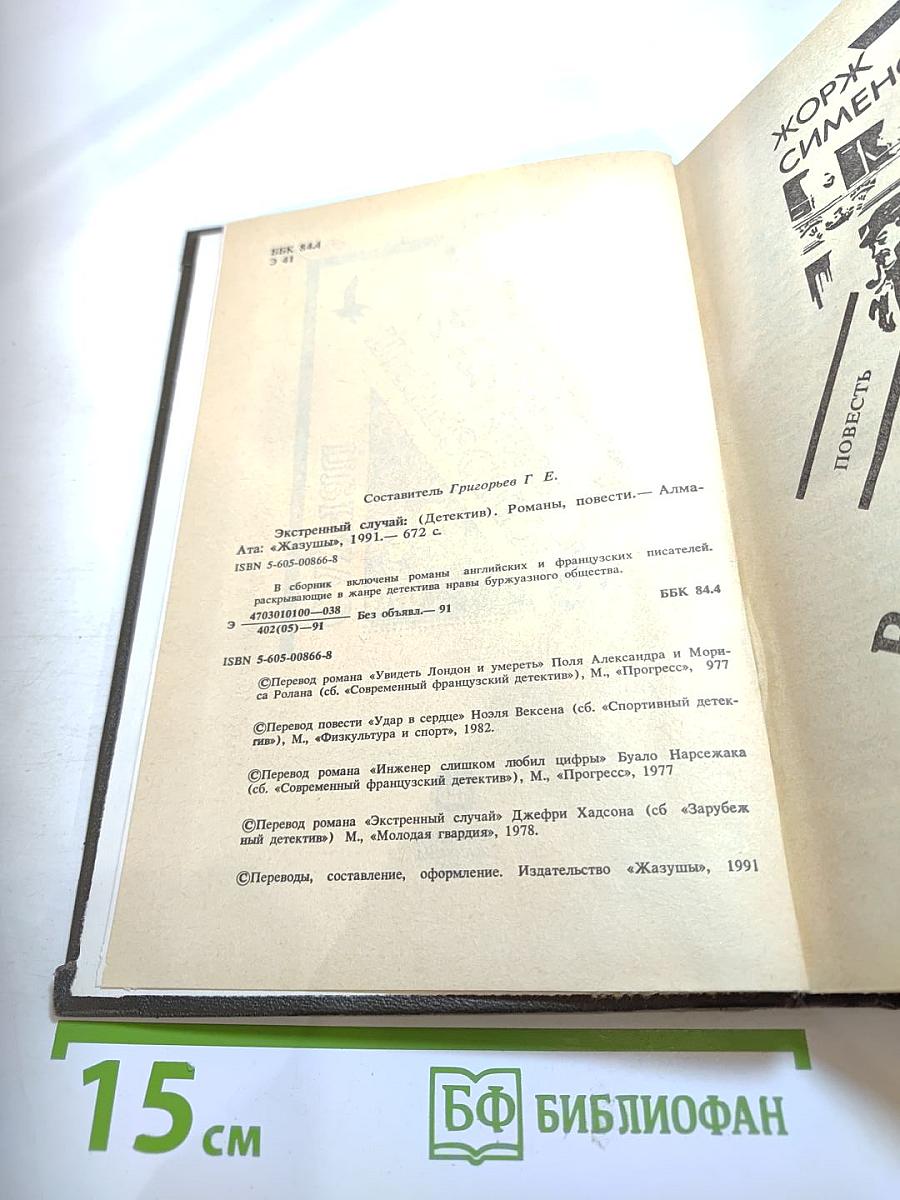 ББК 84.4
Э 41
Составитель Григорьев Г Е.
Экстренный случай: (Детектив). Романы, повести.— Алма-
Ата: «Жазушы», 1991.— 672 с.
ISBN 5-605-00866-8
В сборник включены романы английских и французских писателей.
раскрывающие в жанре детектива нравы буржуазного общества.
Э 4703010100—038 Без объявл.— 91
402(05)—91
ББК 84.4
ISBN 5-605-00866-8
©Перевод романа «Увидеть Лондон и умереть» Поля Александра и Мори-
са Ролана (сб. «Современный французский детектив»), М., «Прогресс», 977
©Перевод повести «Удар в сердце» Ноэля Вексена (сб. «Спортивный детек-
тив»), М., «Физкультура и спорт», 1982.
©Перевод романа «Инженер слишком любил цифры» Буало Нарсежака
(сб. «Современный французский детектив»), М., «Прогресс», 1977
©Перевод романа «Экстренный случай» Джефри Хадсона (сб «Зарубеж
ный детектив») М., «Молодая гвардия», 1978.
©Переводы, составление, оформление. Издательство «Жазушы», 1991
ЖОРЖ
СИМЕНО
ПОВЕСТЬ
В
15 см
БФ БИБЛИОФАН